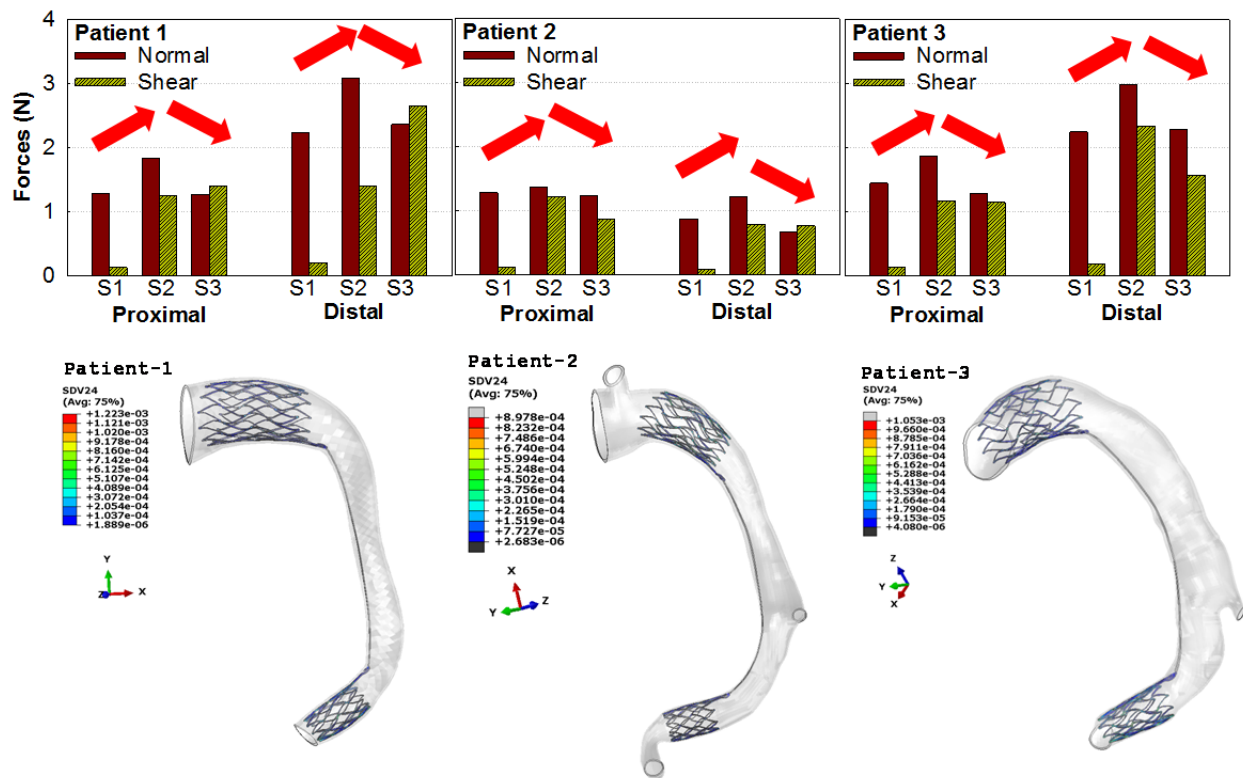 Patient 1
Normal
Shear
Patient 2
Normal
Shear
Patient 3
Normal
Shear
Forces (N)
4
3
2
1
0
S1 S2 S3 S1 S2 S3
Proximal Distal
S1 S2 S3 S1 S2 S3
Proximal Distal
S1 S2 S3 S1 S2 S3
Proximal Distal
Patient-1
SDV24
(Avg: 75%)
+1.223e-03
+1.121e-03
+1.020e-03
+9.178e-04
+8.160e-04
+7.142e-04
+6.125e-04
+5.107e-04
+4.089e-04
+3.072e-04
+2.054e-04
+1.037e-04
+1.889e-06
Y
Z X
Patient-2
SDV24
(Avg: 75%)
+8.978e-04
+8.232e-04
+7.486e-04
+6.740e-04
+5.994e-04
+5.248e-04
+4.502e-04
+3.756e-04
+3.010e-04
+2.265e-04
+1.519e-04
+7.727e-05
+2.683e-06
X
Y Z
Patient-3
SDV24
(Avg: 75%)
+1.053e-03
+9.660e-04
+8.785e-04
+7.911e-04
+7.036e-04
+6.162e-04
+5.288e-04
+4.413e-04
+3.539e-04
+2.664e-04
+1.790e-04
+9.153e-05
+4.080e-06
Z
Y
X